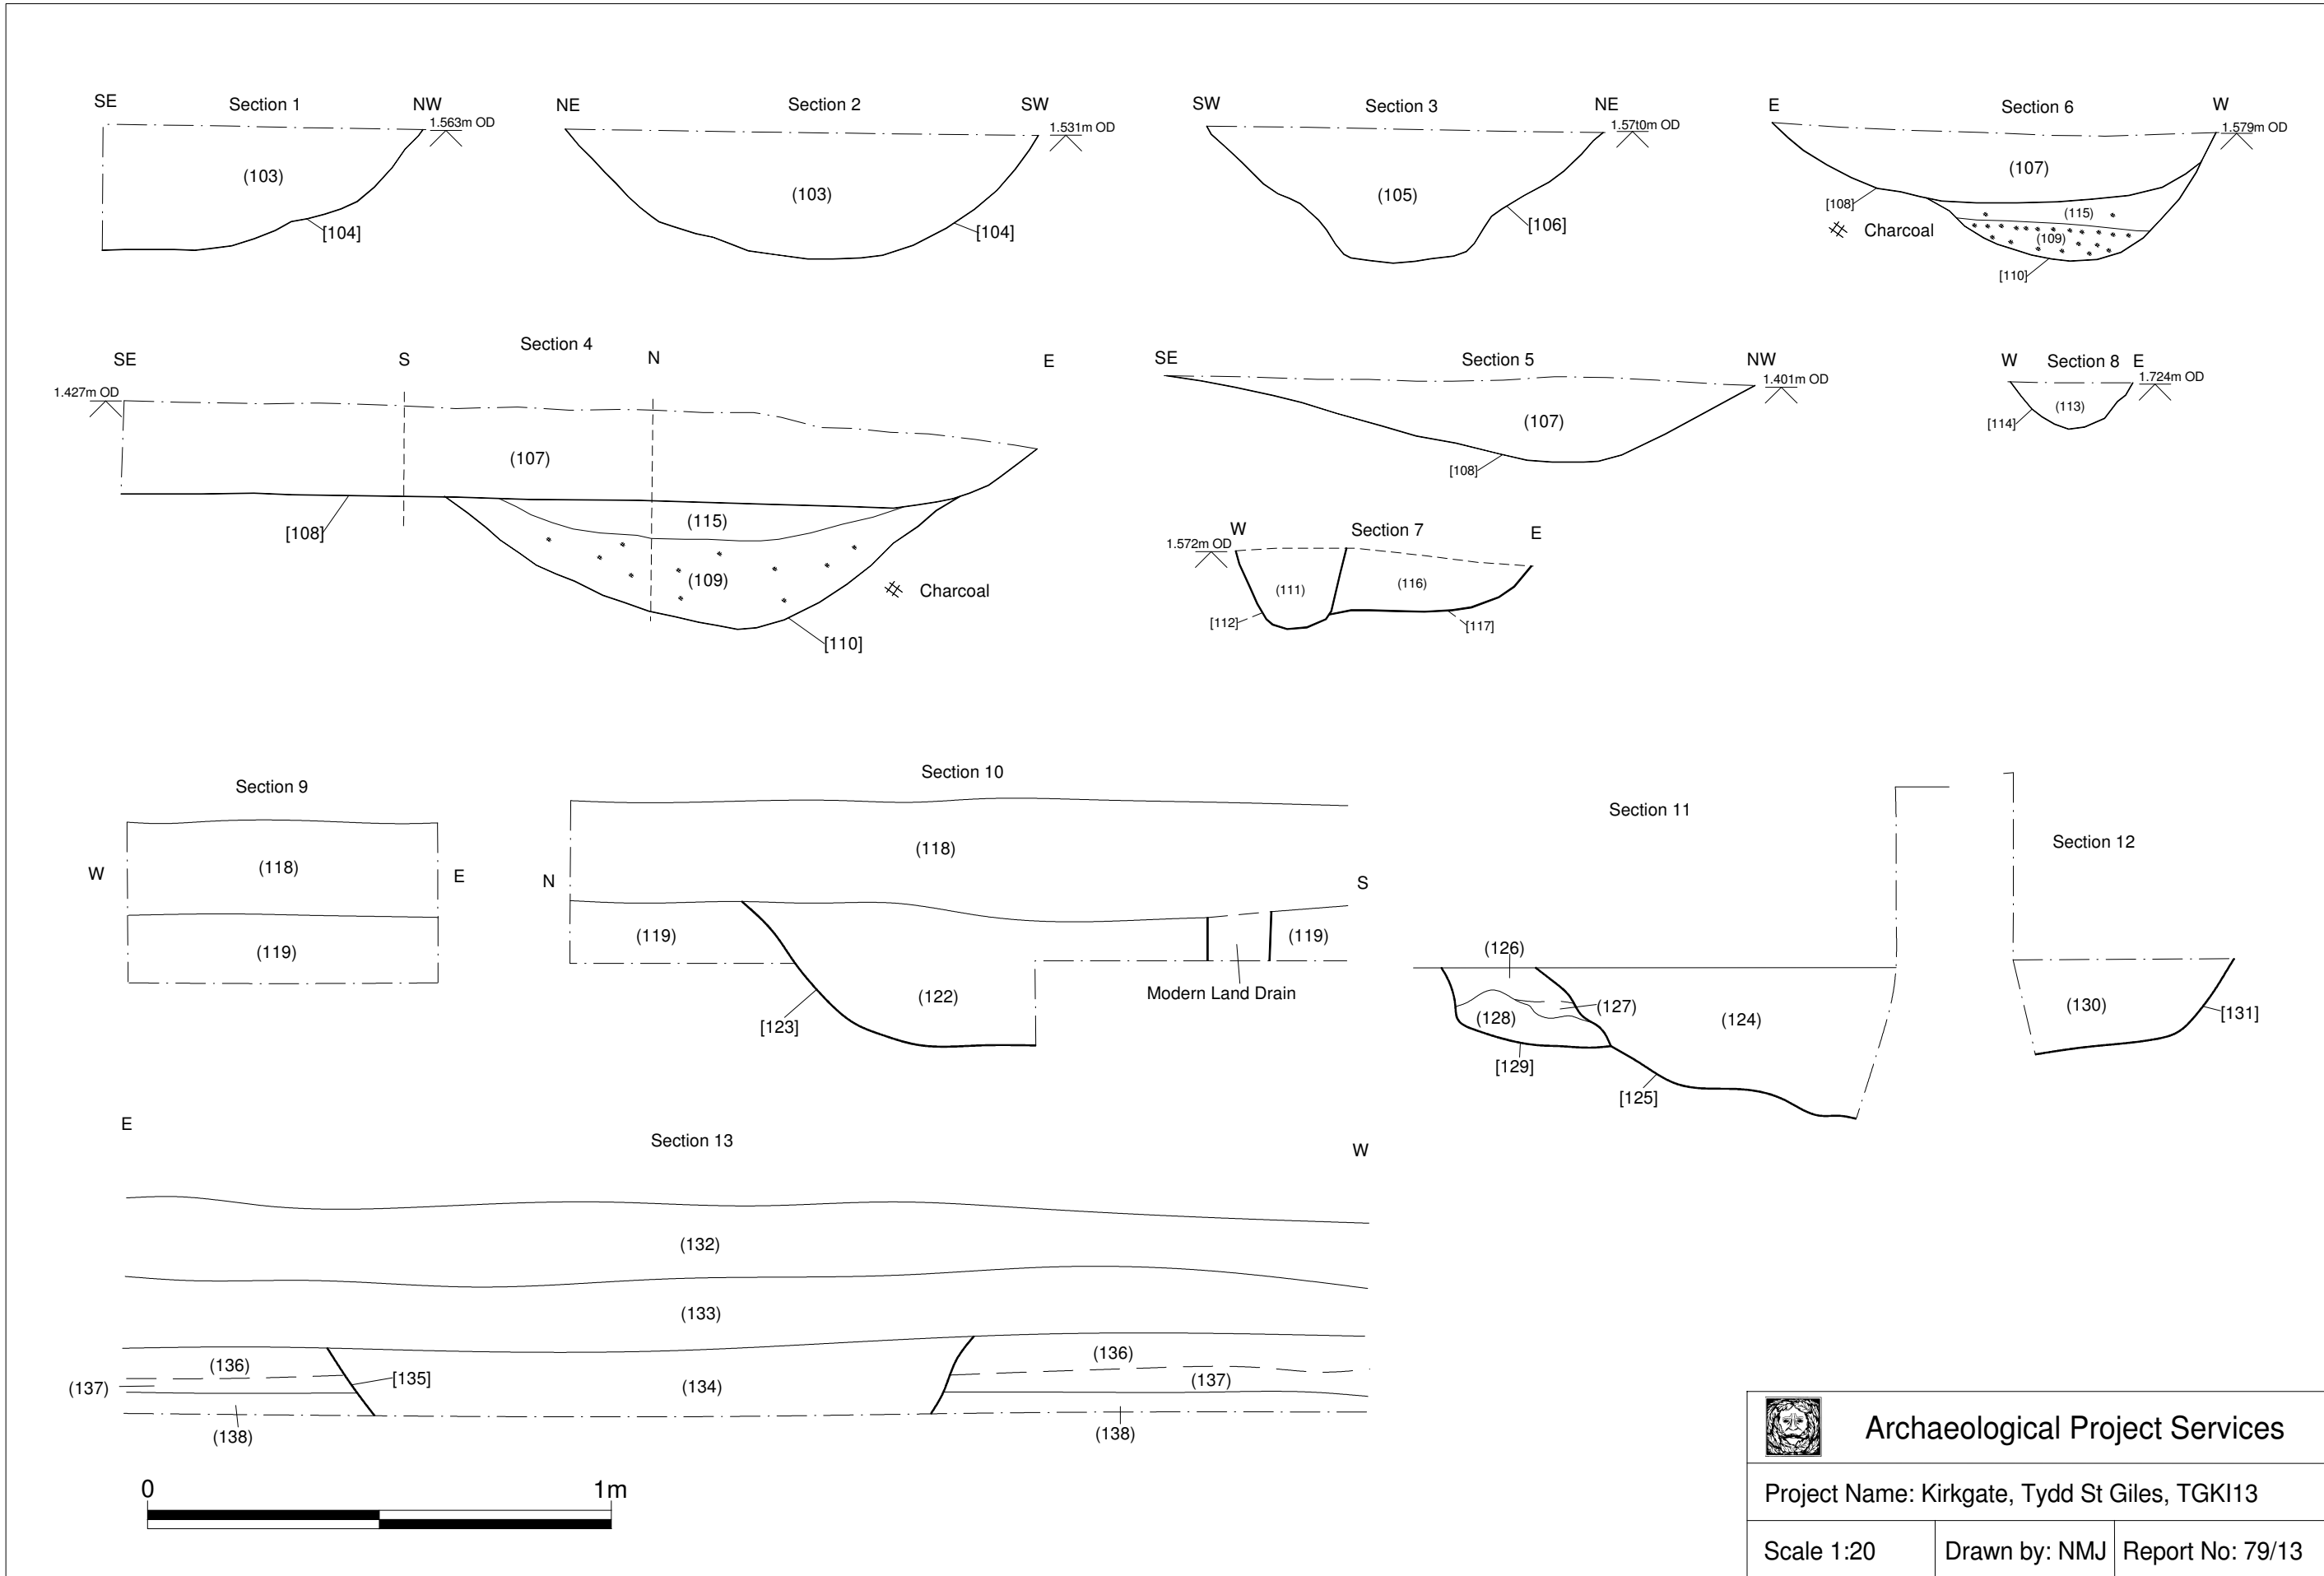 SE Section 1 NW
1.563m OD
(103)
[104]
NE Section 2 SW
1.531m OD
(103)
[104]
SW Section 3 NE
1.57t0m OD
(105)
[106]
E Section 6 W
1.579m OD
(107)
[108]
(115)
Charcoal
(109)
[110]
SE S Section 4 N E
1.427m OD
(107)
[108]
(115)
(109)
Charcoal
[110]
SE Section 5 NW
1.401m OD
(107)
[108]
W Section 8 E
1.724m OD
(113)
[114]
W Section 7 E
1.572m OD
(111)
(116)
[112]
[117]
Section 9
(118)
W E
(119)
Section 10
(118)
N S
(119)
(119)
(122)
Modern Land Drain
[123]
Section 11
(126)
(127)
(128)
(124)
[129]
[125]
Section 12
(130)
[131]
E Section 13 W
(132)
(133)
(136)
(136)
(137)
[135]
(134)
(137)
(138)
(138)
0 1m
Archaeological Project Services
Project Name: Kirkgate, Tydd St Giles, TGKI13
Scale 1:20
Drawn by: NMJ
Report No: 79/13